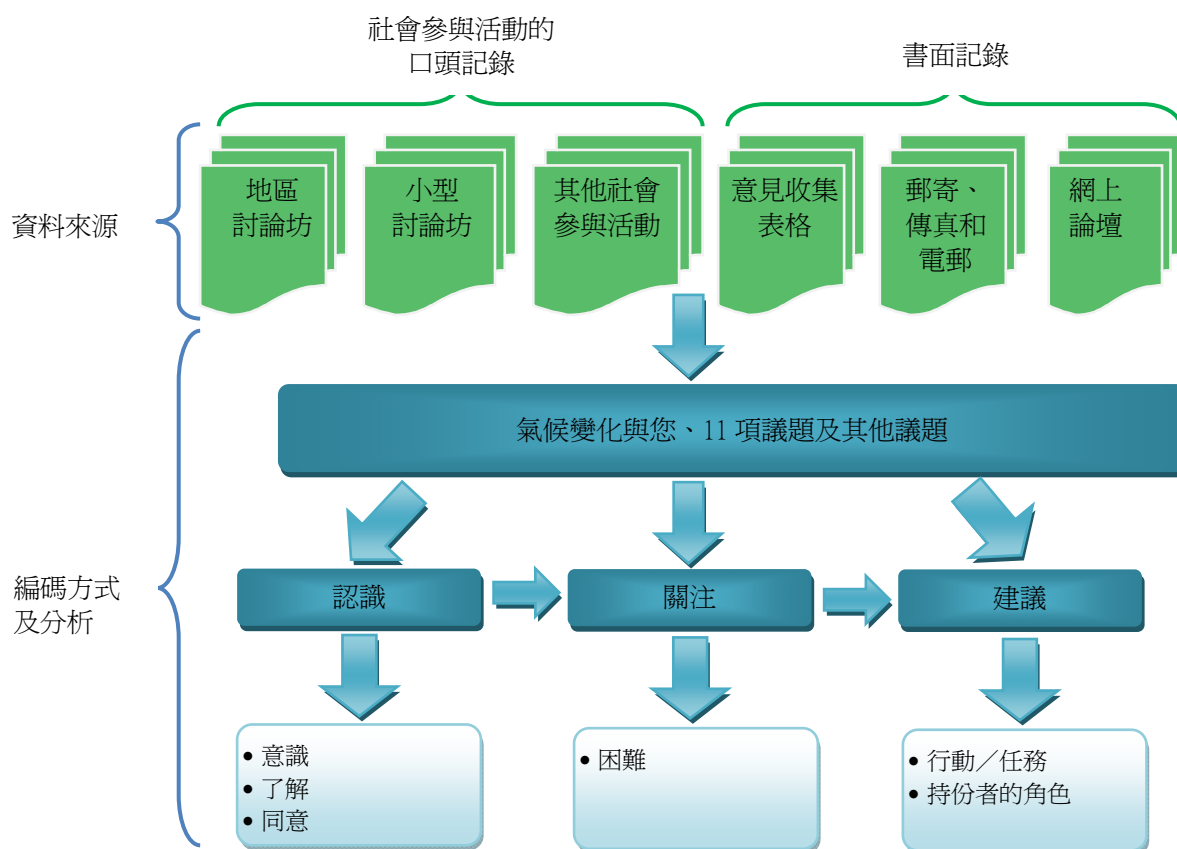 社會參與活動的
口頭記錄
書面記錄
資料來源
地區
討論坊
小型
討論坊
其他社會
參與活動
意見收集
表格
郵寄、
傳真和
電郵
網上
論壇
氣候變化與您、11 項議題及其他議題
編碼方式
及分析
認識
關注
建議
• 意識
• 了解
• 同意
• 困難
• 行動／任務
• 持份者的角色